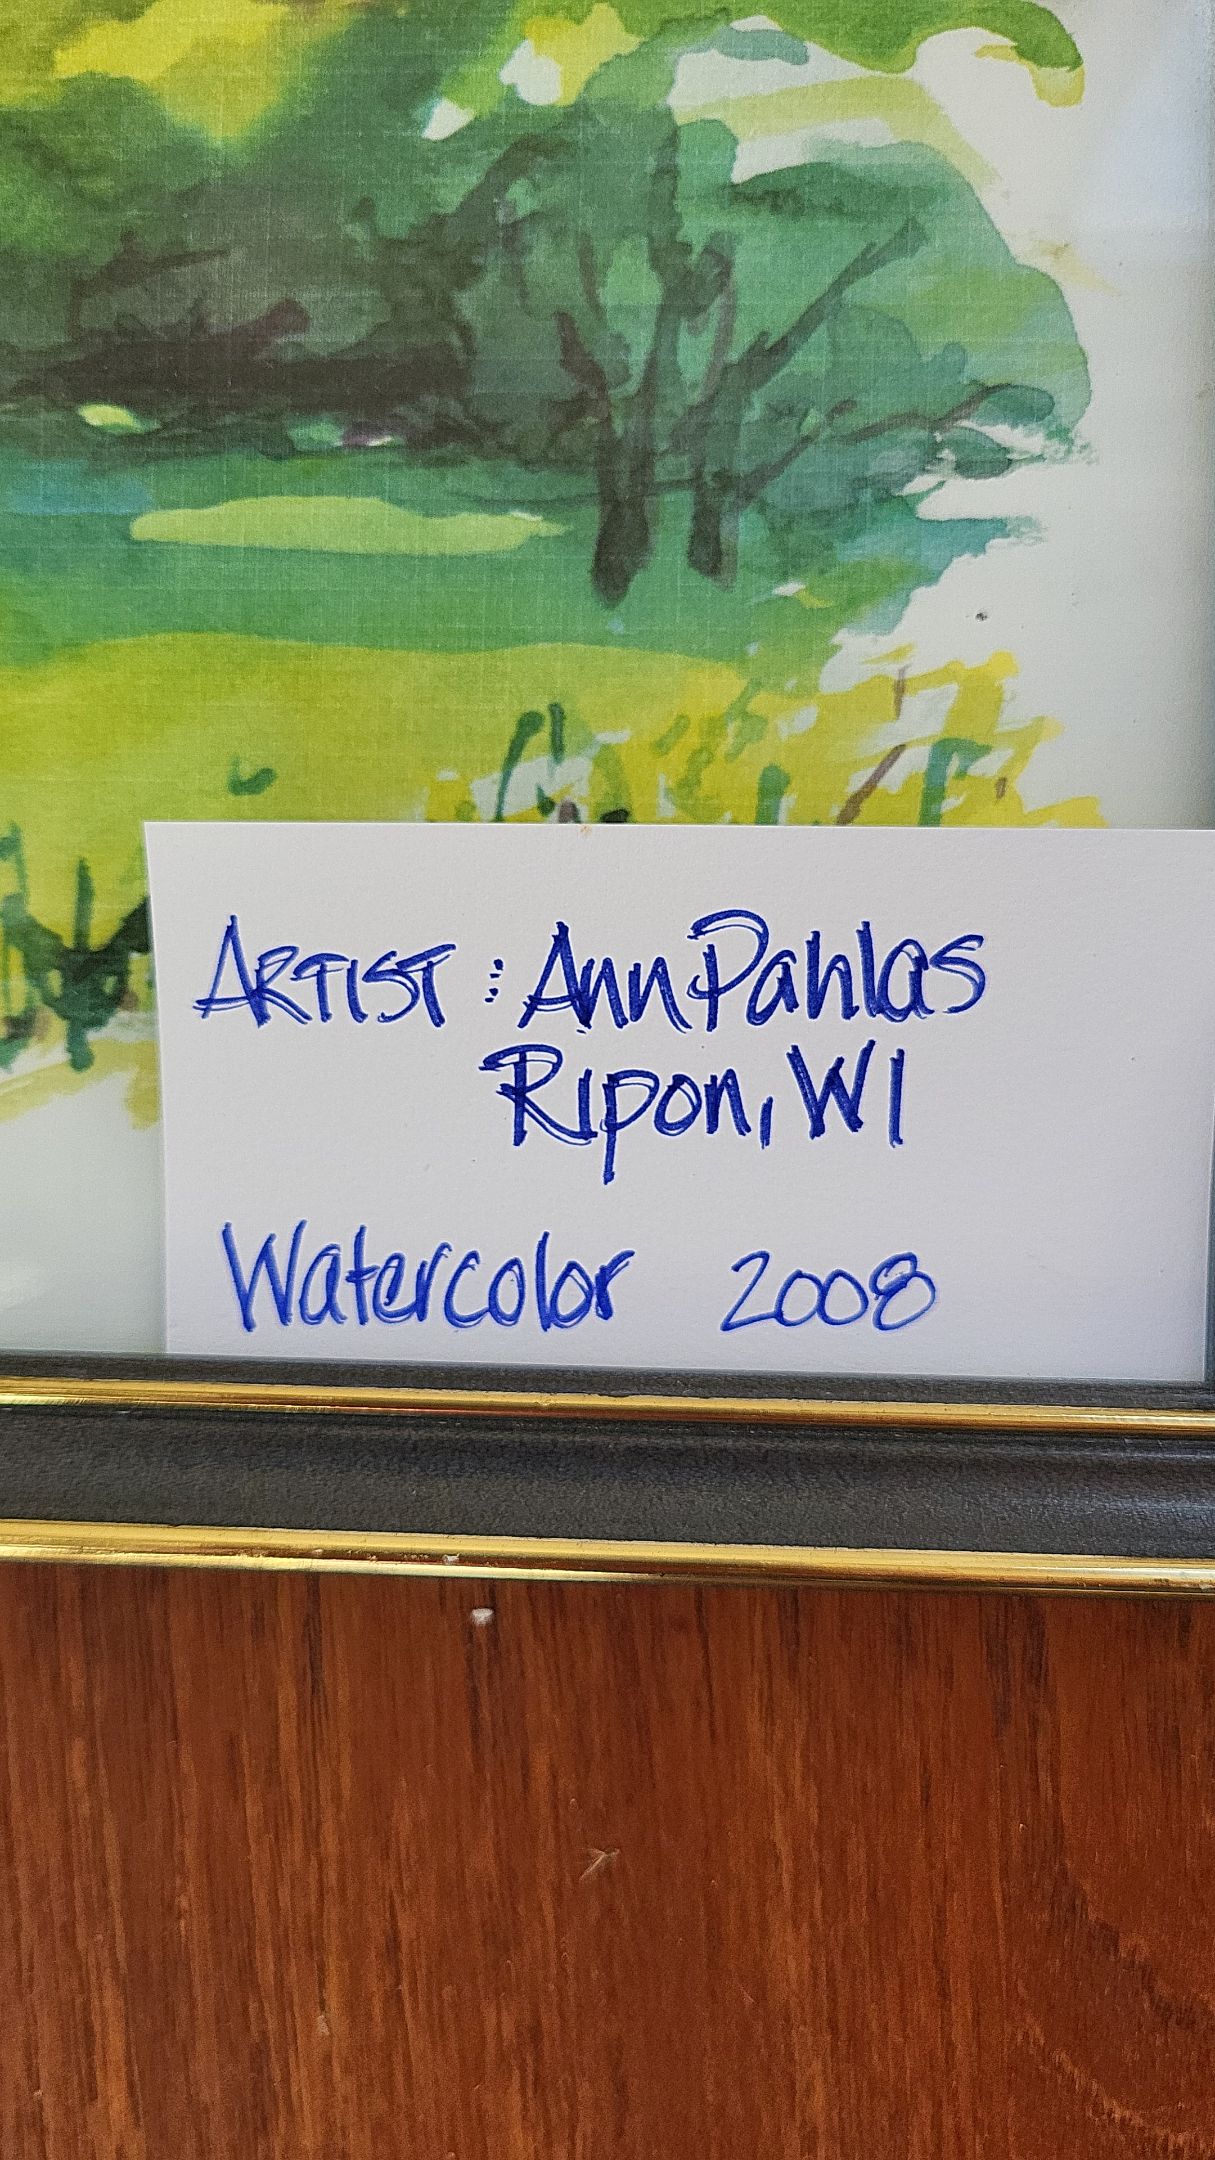 ARTIST : Ann Pahlas
Ripon, WI
Watercolor 2008